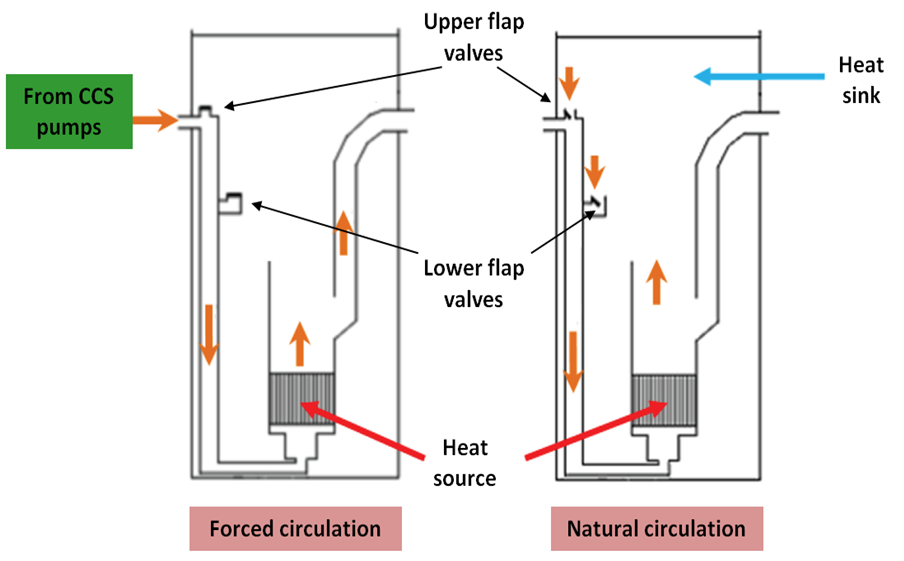 Upper flap
valves
From CCS
pumps
Heat
sink
Lower flap
valves
Heat
source
Forced circulation
Natural circulation